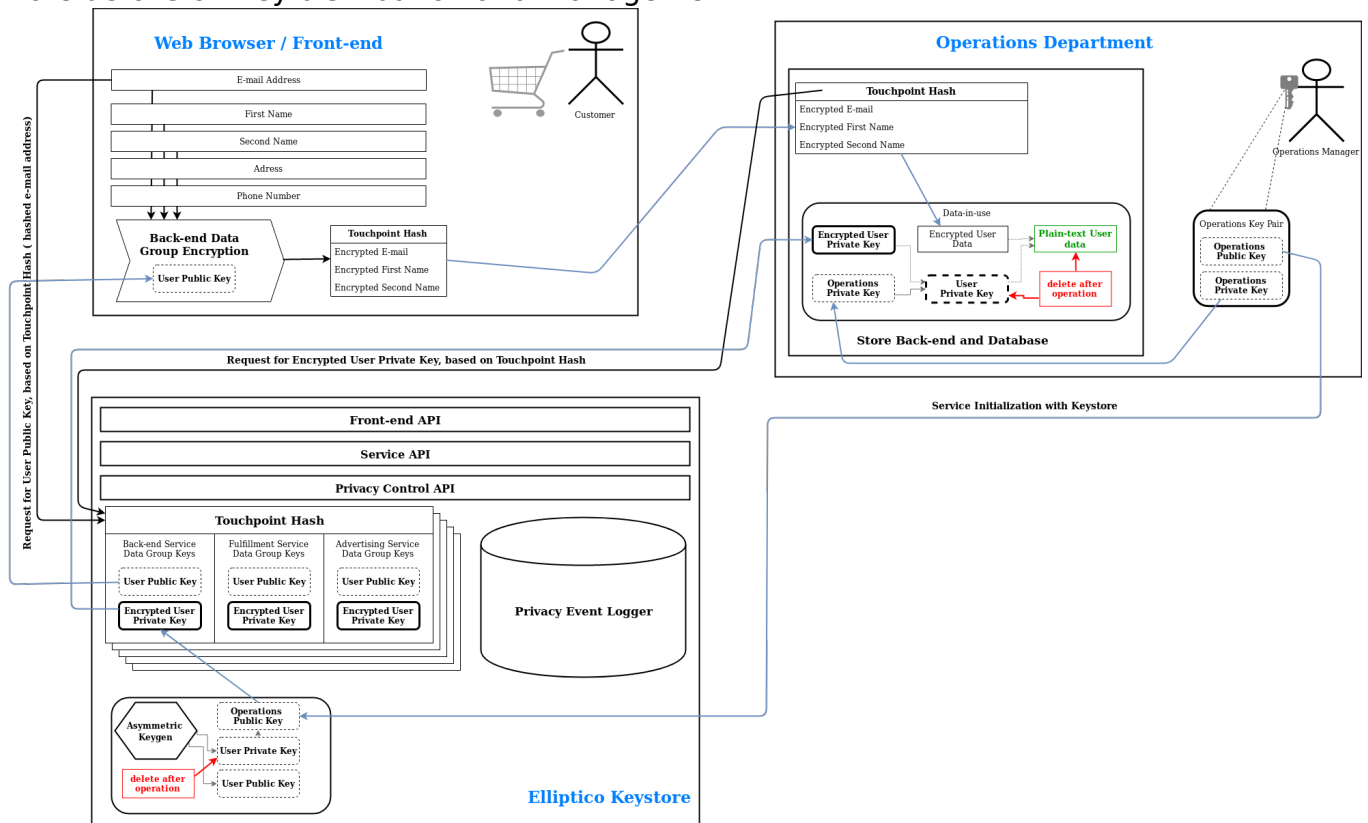 Web Browser / Front-end
E-mail Address
First Name
Second Name
Adress
Phone Number
Customer
Back-end Data
Group Encryption
User Public Key
Touchpoint Hash
Encrypted E-mail
Encrypted First Name
Encrypted Second Name
Request for User Public Key, based on Touchpoint Hash ( hashed e-mail address)
Operations Department
Touchpoint Hash
Encrypted E-mail
Encrypted First Name
Encrypted Second Name
Operations Manager
Data-in-use
Encrypted User
Private Key
Encrypted User
Data
Plain-text User
data
Operations
Private Key
User
Private Key
delete after
operation
Store Back-end and Database
Operations Key Pair
Operations
Public Key
Operations
Private Key
Request for Encrypted User Private Key, based on Touchpoint Hash
Service Initialization with Keystore
Front-end API
Service API
Privacy Control API
Touchpoint Hash
Back-end Service
Data Group Keys
User Public Key
Encrypted User
Private Key
Fulfillment Service
Data Group Keys
User Public Key
Encrypted User
Private Key
Advertising Service
Data Group Keys
User Public Key
Encrypted User
Private Key
Privacy Event Logger
Asymmetric
Keygen
Operations
Public Key
User Private Key
User Public Key
delete after
operation
Elliptico Keystore